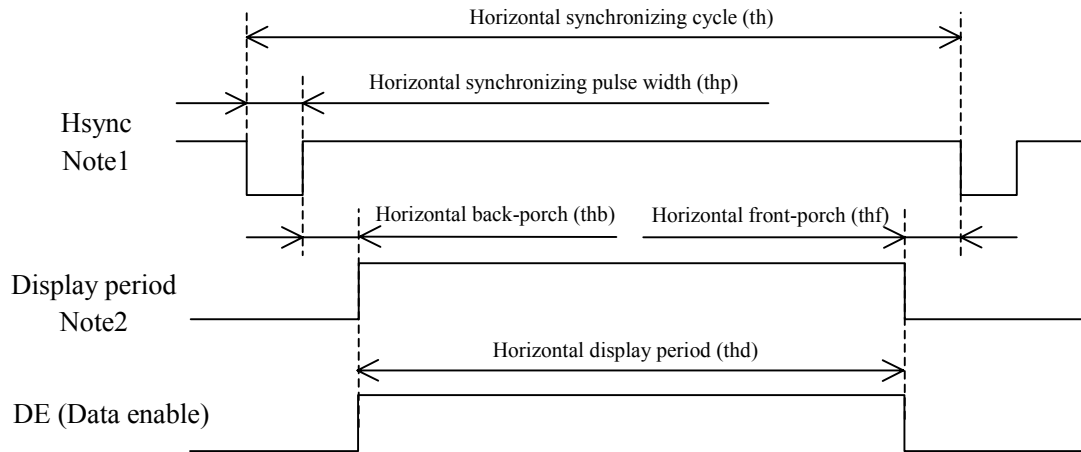 Horizontal synchronizing cycle (th)
Horizontal synchronizing pulse width (thp)
Hsync
Note1
Horizontal back-porch (thb)
Horizontal front-porch (thf)
Display period
Note2
Horizontal display period (thd)
DE (Data enable)